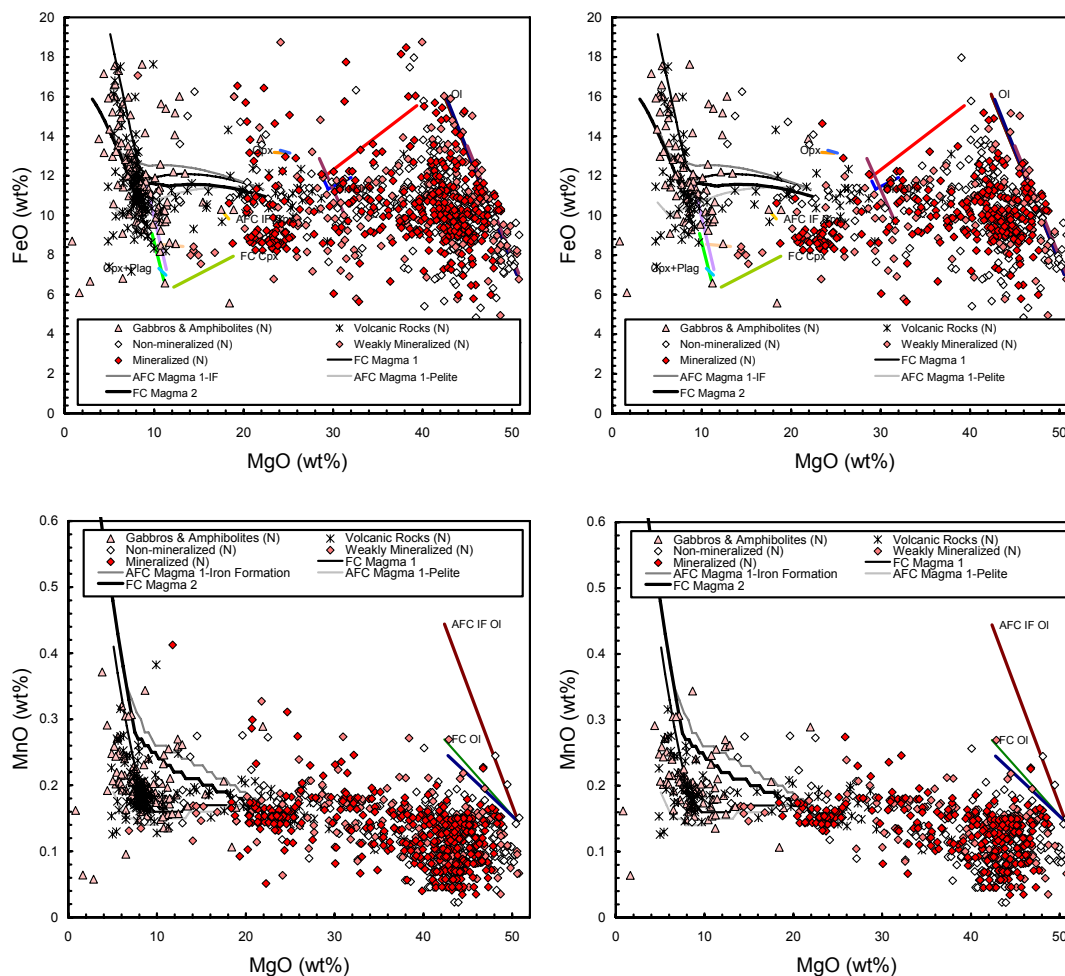 20
18
16
14
12
10
8
6
4
2
0
FeO (wt%)
Ol
Opx
AFC IF
FC Cpx
Cpx+Plag
Gabbros & Amphibolites (N)
Volcanic Rocks (N)
Non-mineralized (N)
Weakly Mineralized (N)
Mineralized (N)
FC Magma 1
AFC Magma 1-IF
AFC Magma 1-Pelite
FC Magma 2
0 10 20 30 40 50
MgO (wt%)
20
18
16
14
12
10
8
6
4
2
0
FeO (wt%)
Ol
Opx
AFC IF
FC Cpx
Cpx+Plag
Gabbros & Amphibolites (N)
Volcanic Rocks (N)
Non-mineralized (N)
Weakly Mineralized (N)
Mineralized (N)
FC Magma 1
AFC Magma 1-IF
AFC Magma 1-Pelite
FC Magma 2
0 10 20 30 40 50
MgO (wt%)
0.6
0.5
0.4
0.3
0.2
0.1
0
MnO (wt%)
Gabbros & Amphibolites (N)
Volcanic Rocks (N)
Non-mineralized (N)
Weakly Mineralized (N)
Mineralized (N)
FC Magma 1
AFC Magma 1-Iron Formation
AFC Magma 1-Pelite
FC Magma 2
AFC IF Ol
FC Ol
0 10 20 30 40 50
MgO (wt%)
0.6
0.5
0.4
0.3
0.2
0.1
0
MnO (wt%)
Gabbros & Amphibolites (N)
Volcanic Rocks (N)
Non-mineralized (N)
Weakly Mineralized (N)
Mineralized (N)
FC Magma 1
AFC Magma 1-Iron Formation
AFC Magma 1-Pelite
FC Magma 2
AFC IF Ol
FC Ol
0 10 20 30 40 50
MgO (wt%)